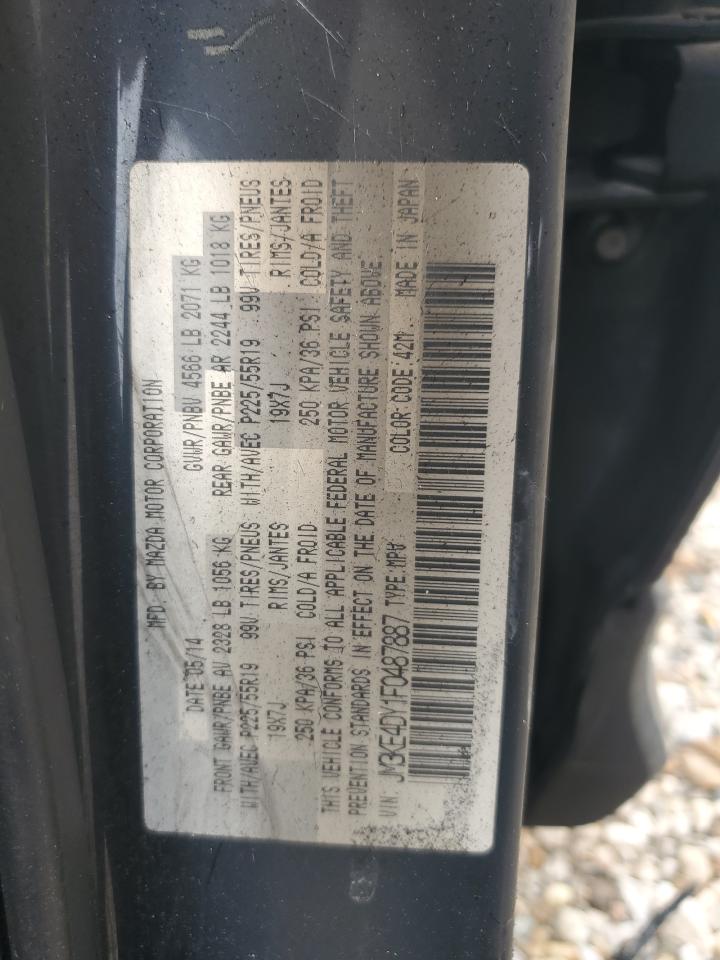 MFD. BY MAZDA MOTOR CORPORATION
DATE 05/14 GVWR/PNBV 4566 LB 2071 KG
FRONT GAWR/PNBE AV 2328 LB 1056 KG REAR GAWR/PNBE AR 2244 LB 1018 KG
WITH/AVEC P225/55R19 99V TIRES/PNEUS WITH/AVEC P225/55R19 99V TIRES/PNEUS
19X7J RIMS/JANTES 19X7J RIMS/JANTES
250 KPA/36 PSI COLD/A FROID 250 KPA/36 PSI COLD/A FROID
THIS VEHICLE CONFORMS TO ALL APPLICABLE FEDERAL MOTOR VEHICLE SAFETY AND THEFT
PREVENTION STANDARDS IN EFFECT ON THE DATE OF MANUFACTURE SHOWN ABOVE.
VIN: JM3KE4DY1F0487887 TYPE:MPV COLOR CODE:42M MADE IN JAPAN